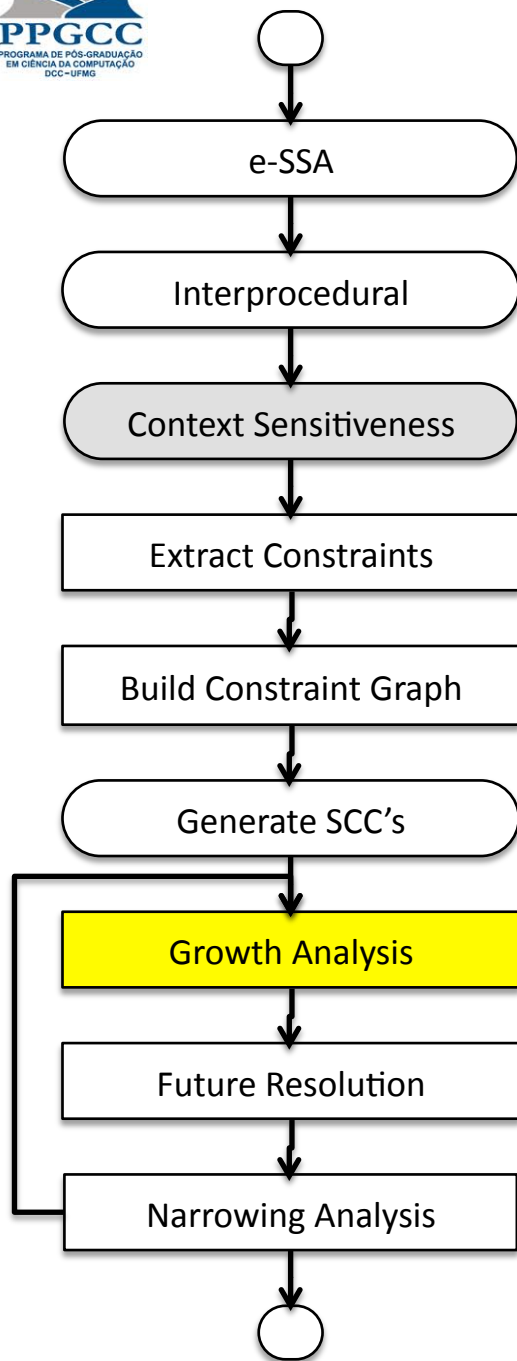 PPGCC
PROGRAMA DE PÓS-GRADUAÇÃO
EM CIÊNCIA DA COMPUTAÇÃO
DCC-UFMG
e-SSA
Interprocedural
Context Sensitiveness
Extract Constraints
Build Constraint Graph
Generate SCC’s
Growth Analysis
Future Resolution
Narrowing Analysis